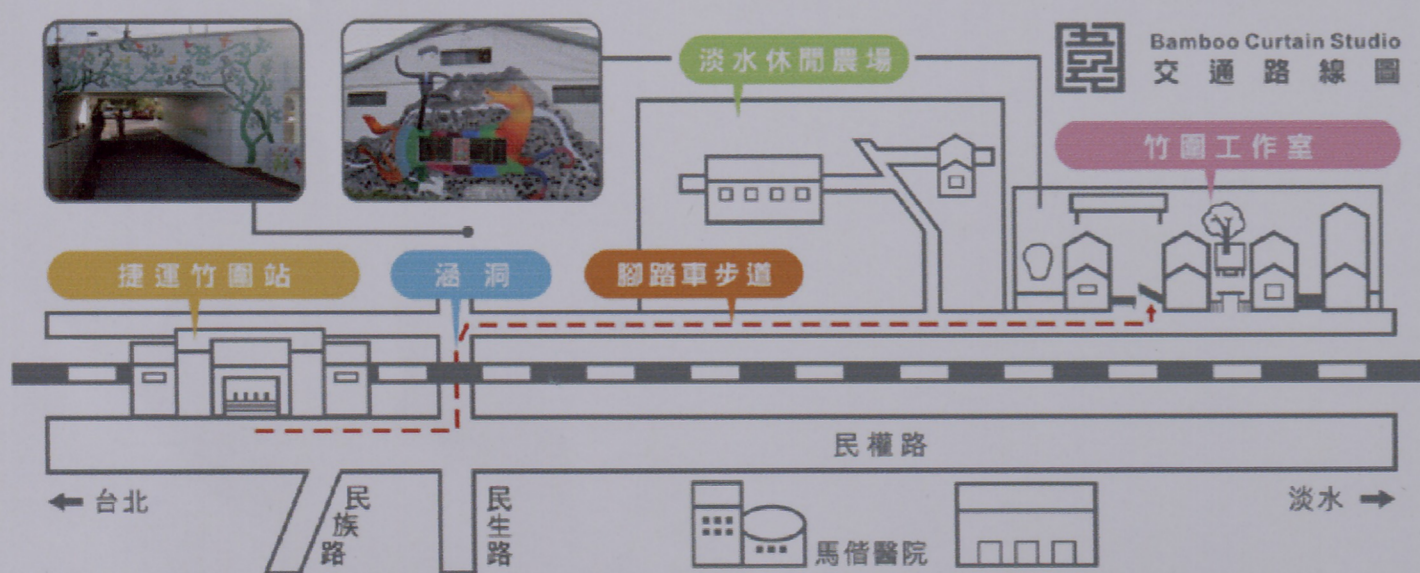 Bamboo Curtain Studio
交通路線圖
淡水休閒農場
竹圍工作室
捷運竹圍站
涵洞
腳踏車步道
民權路
台北
民族路
民生路
馬偕醫院
淡水